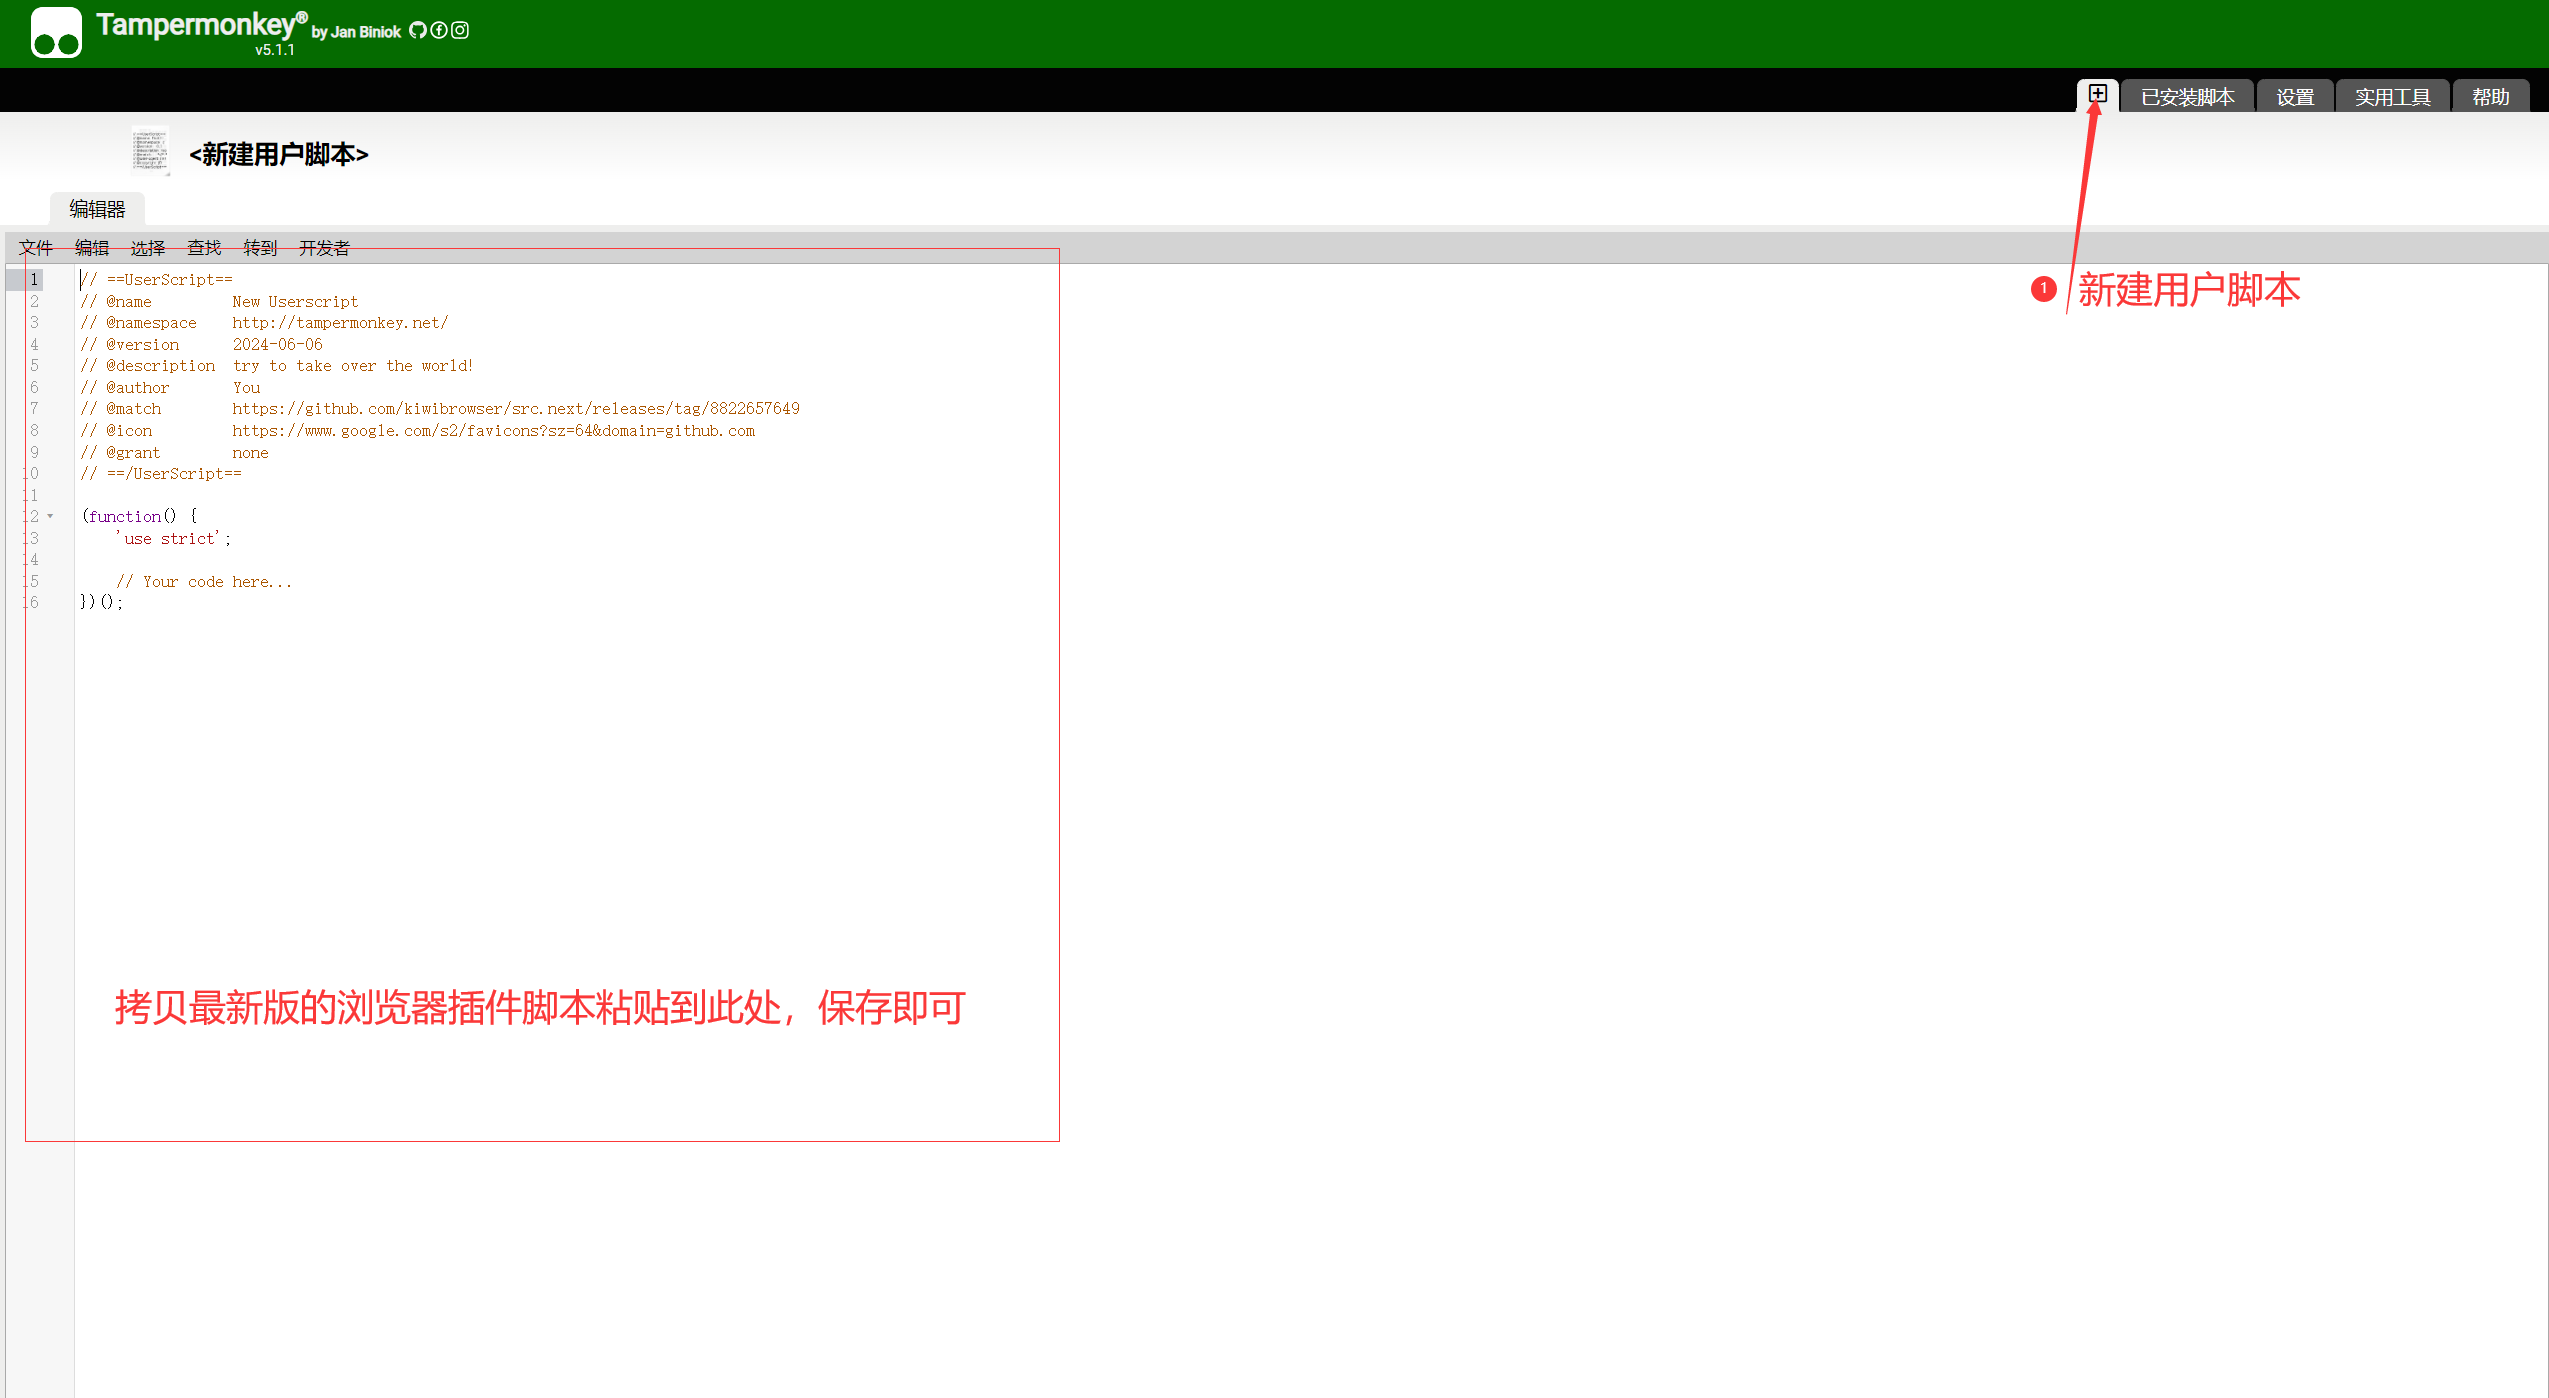 Tampermonkey® by Jan Biniok
v5.1.1
已安装脚本 设置 实用工具 帮助
<新建用户脚本>
编辑器
文件 编辑 选择 查找 转到 开发者
1 // ==UserScript==
2 // @name         New Userscript
3 // @namespace    http://tampermonkey.net/
4 // @version      2024-06-06
5 // @description  try to take over the world!
6 // @author       You
7 // @match        https://github.com/kiwibrowser/src.next/releases/tag/8822657649
8 // @icon         https://www.google.com/s2/favicons?sz=64&domain=github.com
9 // @grant        none
10 // ==/UserScript==
11
12 (function() {
13     'use strict';
14
15     // Your code here...
16 })();
1 新建用户脚本
拷贝最新版的浏览器插件脚本粘贴到此处，保存即可